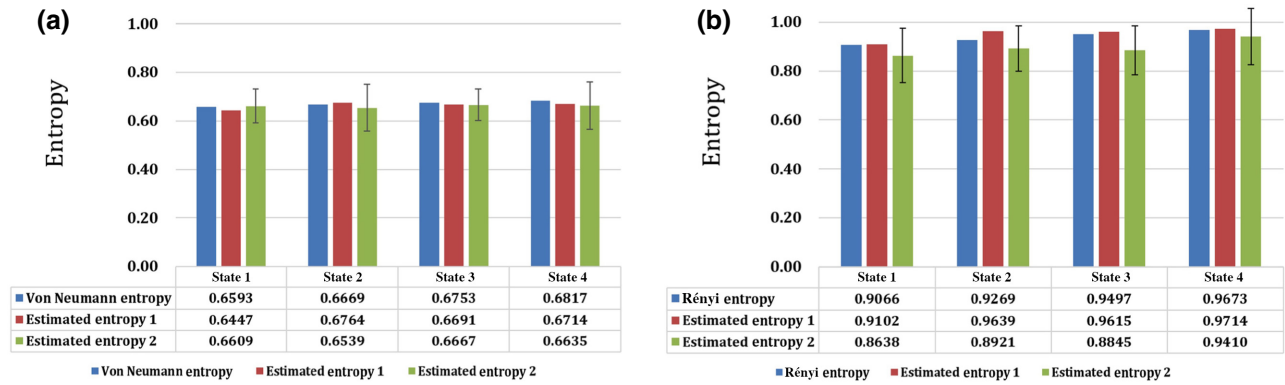 (a)
Entropy
1.00
0.80
0.60
0.40
0.20
0.00
State 1 State 2 State 3 State 4
Von Neumann entropy 0.6593 0.6669 0.6753 0.6817
Estimated entropy 1 0.6447 0.6764 0.6691 0.6714
Estimated entropy 2 0.6609 0.6539 0.6667 0.6635
Von Neumann entropy Estimated entropy 1 Estimated entropy 2
(b)
Entropy
1.00
0.80
0.60
0.40
0.20
0.00
State 1 State 2 State 3 State 4
Rényi entropy 0.9066 0.9269 0.9497 0.9673
Estimated entropy 1 0.9102 0.9639 0.9615 0.9714
Estimated entropy 2 0.8638 0.8921 0.8845 0.9410
Rényi entropy Estimated entropy 1 Estimated entropy 2